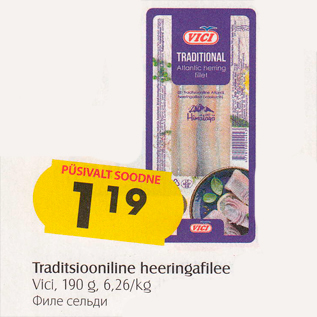 VICI
TRADITIONAL
Atlantic herring
fillet
VICI
PÜSIVALT SOODNE
1 19
Traditsiooniline heeringafilee
Vici, 190 g, 6,26/kg
Филе сельди